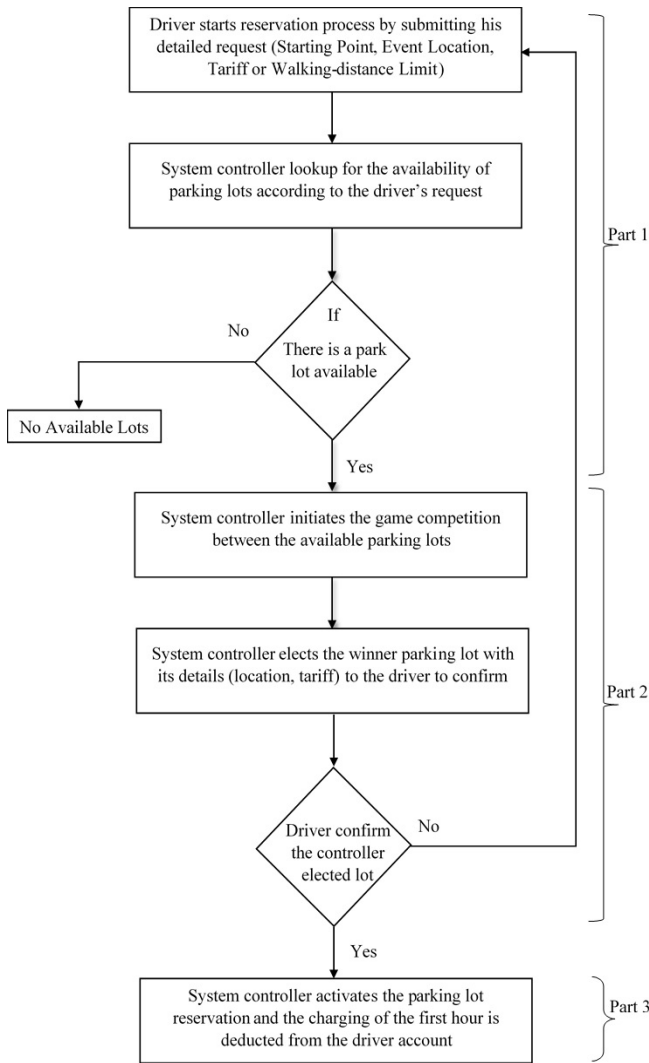 Driver starts reservation process by submitting his
detailed request (Starting Point, Event Location,
Tariff or Walking-distance Limit)
System controller lookup for the availability of
parking lots according to the driver's request
Part 1
If
No
There is a park
lot available
No Available Lots
Yes
System controller initiates the game competition
between the available parking lots
System controller elects the winner parking lot with
its details (location, tariff) to the driver to confirm
Part 2
Driver confirm
the controller
elected lot
No
Yes
System controller activates the parking lot
reservation and the charging of the first hour is
deducted from the driver account
Part 3